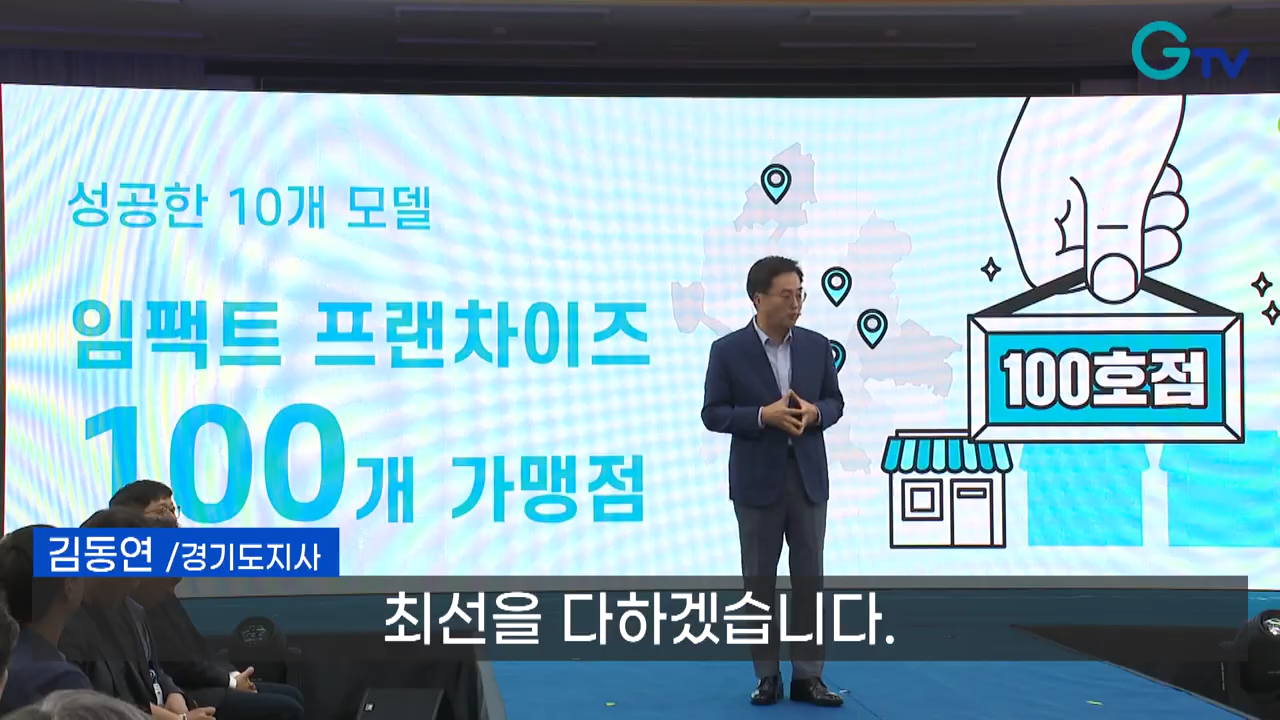 GTV
성공한 10개 모델
임팩트 프랜차이즈
100개 가맹점
100호점
김동연 /경기도지사
최선을 다하겠습니다.